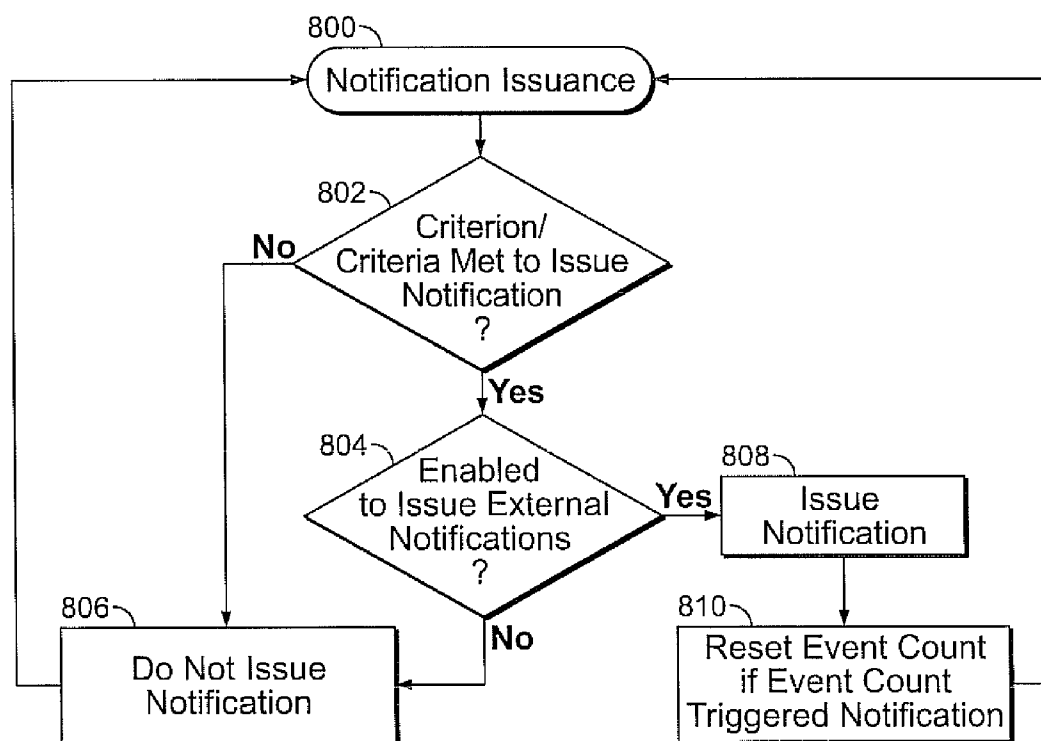 800
Notification Issuance
802
Criterion/
Criteria Met to Issue
Notification
?
No
Yes
804
Enabled
to Issue External
Notifications
?
Yes
No
808
Issue
Notification
806
Do Not Issue
Notification
810
Reset Event Count
if Event Count
Triggered Notification